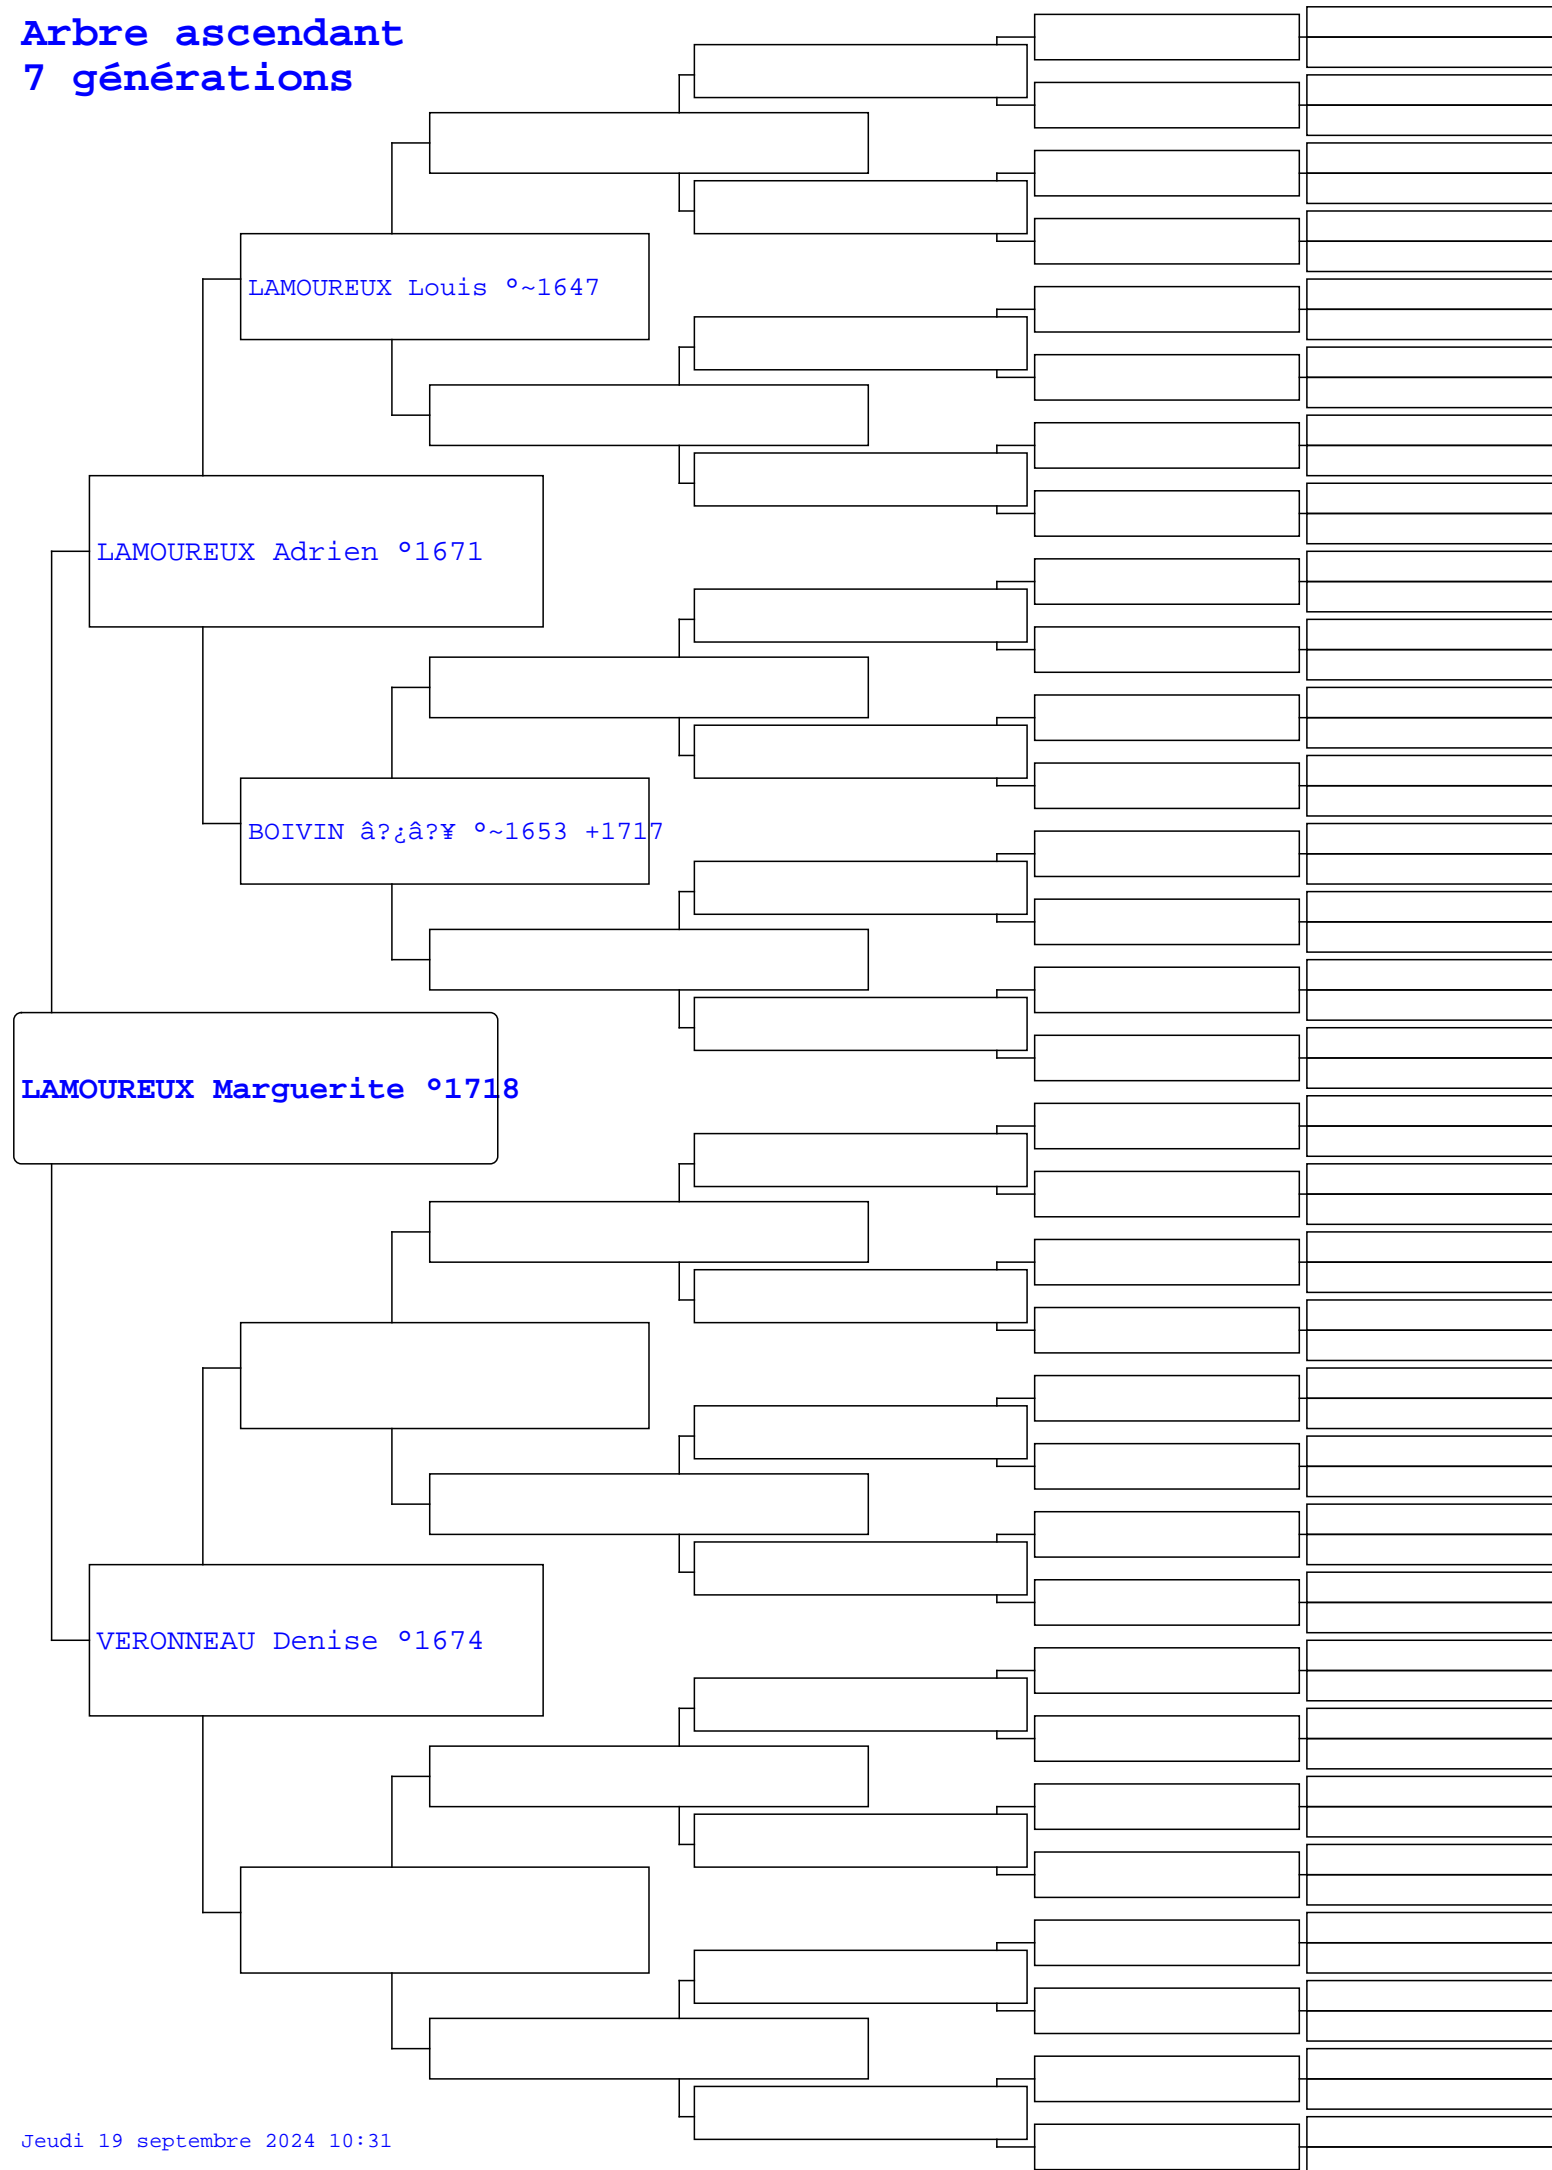 Arbre ascendant
7 générations
LAMOUREUX Louis °~1647
LAMOUREUX Adrien °1671
BOIVIN â?¿â?¥ °~1653 +1717
LAMOUREUX Marguerite °1718
VERONNEAU Denise °1674
Jeudi 19 septembre 2024 10:31